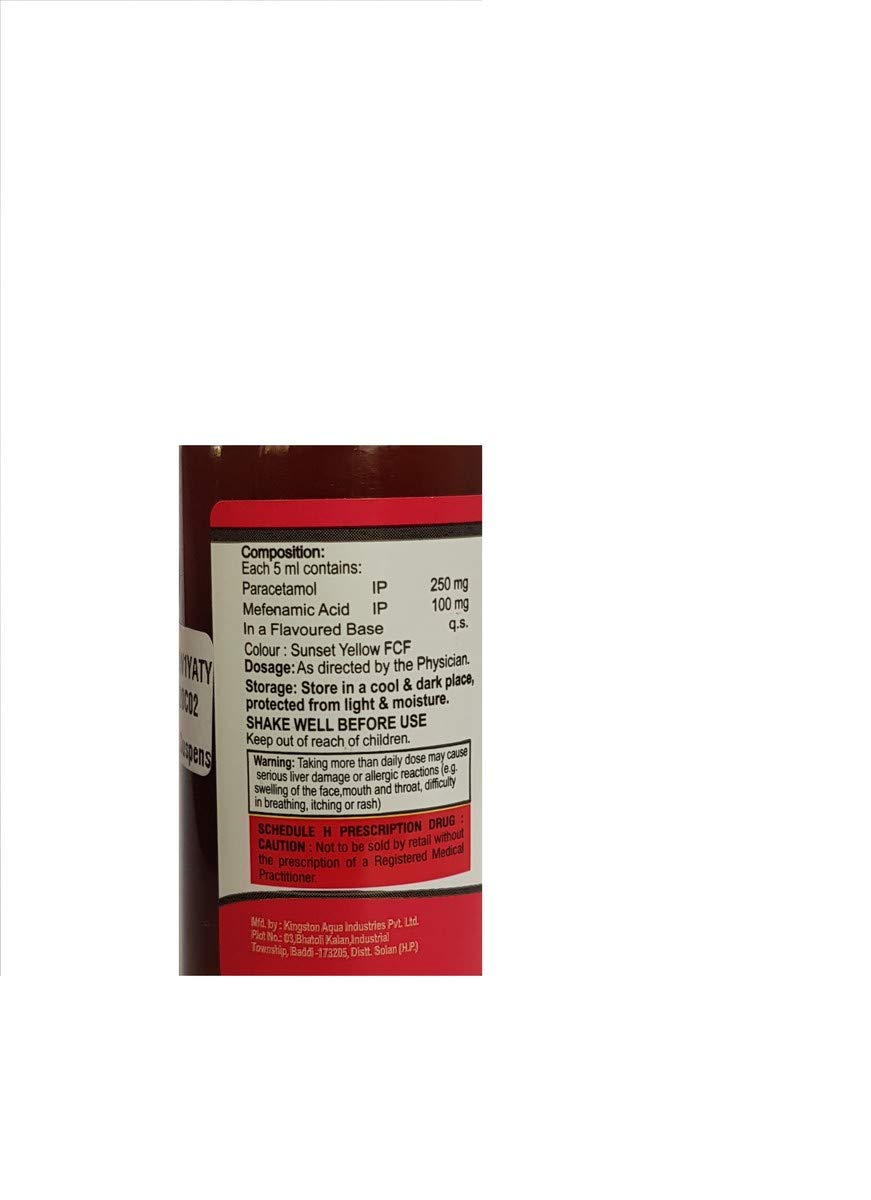 Composition:
Each 5 ml contains:
Paracetamol IP 250 mg
Mefenamic Acid IP 100 mg
In a Flavoured Base q.s.
Colour : Sunset Yellow FCF
Dosage: As directed by the Physician.
Storage: Store in a cool & dark place,
protected from light & moisture.
SHAKE WELL BEFORE USE
Keep out of reach of children.
Warning: Taking more than daily dose may cause
serious liver damage or allergic reactions (e.g.
swelling of the face,mouth and throat, difficulty
in breathing, itching or rash)
SCHEDULE H PRESCRIPTION DRUG :
CAUTION : Not to be sold by retail without
the prescription of a Registered Medical
Practitioner.
Mfd. by : Kingston Aqua Industries Pvt. Ltd.
Plot No.: 03,Bhatoli Kalan,Industrial
Township, Baddi -173205, Distt. Solan (H.P.)